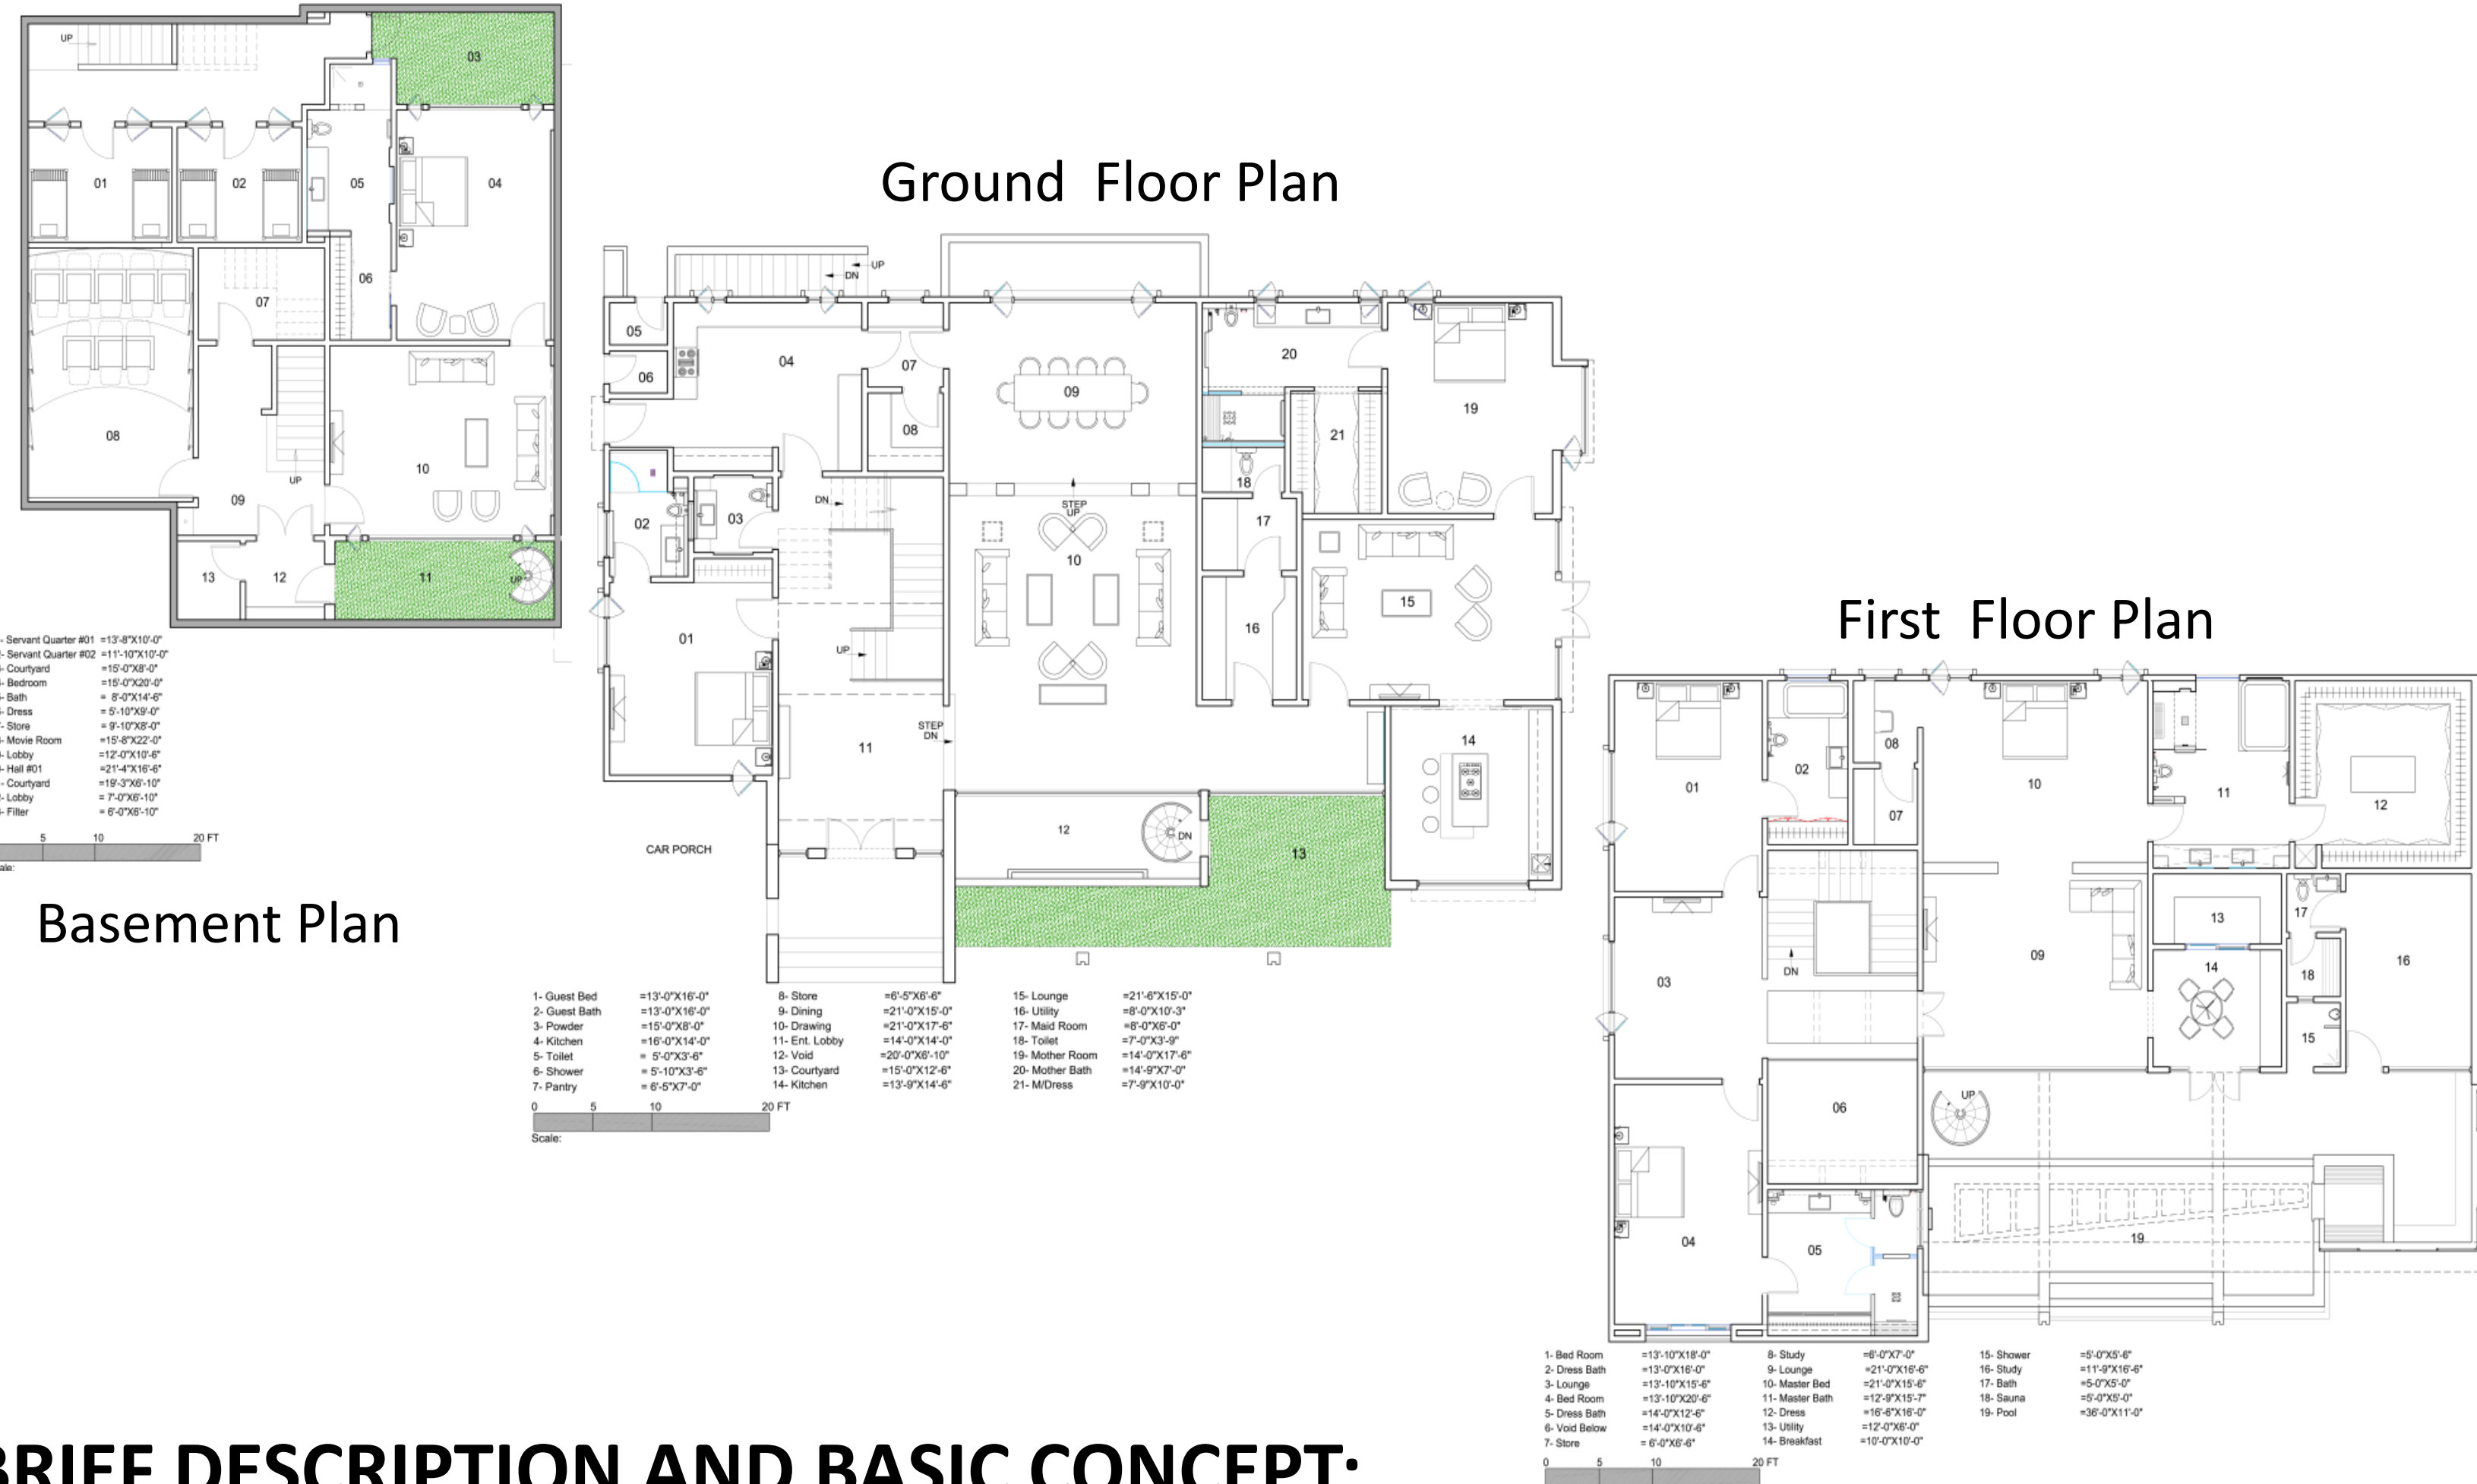 UP
03
01
02
05
04
06
07
08
10
09
UP
13
12
11
UP
- Servant Quarter #01 =13'-8"X10'-0"
- Servant Quarter #02 =11'-10"X10'-0"
- Courtyard =15'-0"X8'-0"
- Bedroom =15'-0"X20'-0"
- Bath = 8'-0"X14'-6"
- Dress = 5'-10"X9'-0"
- Store = 9'-10"X8'-0"
- Movie Room =15'-8"X22'-0"
- Lobby =12'-0"X10'-6"
- Hall #01 =21'-4"X16'-6"
- Courtyard =19'-3"X6'-10"
- Lobby = 7'-0"X6'-10"
- Filter = 6'-0"X6'-10"
5 10 20 FT
Basement Plan
Ground Floor Plan
UP
DN
05
04
07
06
09
08
20
19
21
02
03
DN
STEP
UP
18
17
10
01
15
16
UP
STEP
DN
11
14
12
DN
13
CAR PORCH
1- Guest Bed =13'-0"X16'-0"
2- Guest Bath =13'-0"X16'-0"
3- Powder =15'-0"X8'-0"
4- Kitchen =16'-0"X14'-0"
5- Toilet = 5'-0"X3'-6"
6- Shower = 5'-10"X3'-6"
7- Pantry = 6'-5"X7'-0"
8- Store =6'-5"X6'-6"
9- Dining =21'-0"X15'-0"
10- Drawing =21'-0"X17'-6"
11- Ent. Lobby =14'-0"X14'-0"
12- Void =20'-0"X6'-10"
13- Courtyard =15'-0"X12'-6"
14- Kitchen =13'-9"X14'-6"
15- Lounge =21'-6"X15'-0"
16- Utility =8'-0"X10'-3"
17- Maid Room =8'-0"X6'-0"
18- Toilet =7'-0"X3'-9"
19- Mother Room =14'-0"X17'-6"
20- Mother Bath =14'-9"X7'-0"
21- M/Dress =7'-9"X10'-0"
0 5 10 20 FT
Scale:
First Floor Plan
01
02
08
07
10
11
12
13
17
03
DN
09
14
18
16
15
06
UP
04
05
19
1- Bed Room =13'-10"X18'-0"
2- Dress Bath =13'-0"X16'-0"
3- Lounge =13'-10"X15'-6"
4- Bed Room =13'-10"X20'-6"
5- Dress Bath =14'-0"X12'-6"
6- Void Below =14'-0"X10'-6"
7- Store = 6'-0"X6'-6"
8- Study =6'-0"X7'-0"
9- Lounge =21'-0"X16'-6"
10- Master Bed =21'-0"X15'-6"
11- Master Bath =12'-9"X15'-7"
12- Dress =16'-6"X16'-0"
13- Utility =12'-0"X6'-0"
14- Breakfast =10'-0"X10'-0"
15- Shower =5'-0"X5'-6"
16- Study =11'-9"X16'-6"
17- Bath =5-0"X5'-0"
18- Sauna =5'-0"X5'-0"
19- Pool =36'-0"X11'-0"
0 5 10 20 FT
BRIEF DESCRIPTION AND BASIC CONCEPT: